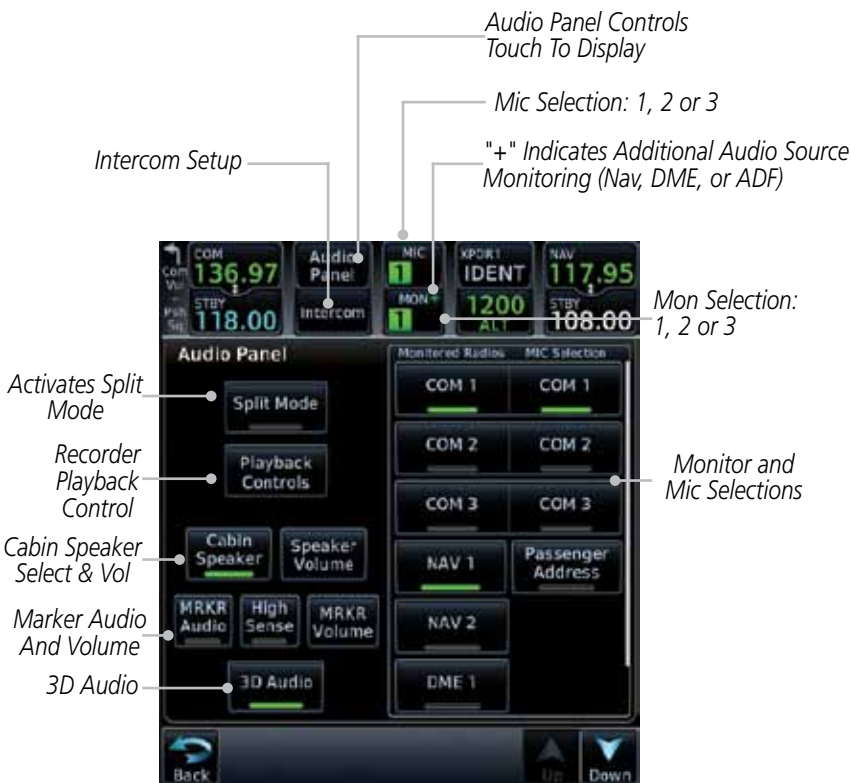 Audio Panel Controls
Touch To Display
Mic Selection: 1, 2 or 3
"+" Indicates Additional Audio Source
Monitoring (Nav, DME, or ADF)
Intercom Setup
Mon Selection:
1, 2 or 3
Activates Split
Mode
Recorder
Playback
Control
Cabin Speaker
Select & Vol
Marker Audio
And Volume
3D Audio
Monitor and
Mic Selections
Com
Vol
Psh
Sq
COM
136.97
STBY
118.00
Audio
Panel
Intercom
MIC
1
MON+
1
XPDR1
IDENT
1200
ALT
NAV
117.95
STBY
108.00
Audio Panel
Split Mode
Playback
Controls
Cabin
Speaker
Speaker
Volume
MRKR
Audio
High
Sense
MRKR
Volume
3D Audio
Monitored Radios MIC Selection
COM 1 COM 1
COM 2 COM 2
COM 3 COM 3
NAV 1
Passenger
Address
NAV 2
DME 1
Back
Up
Down